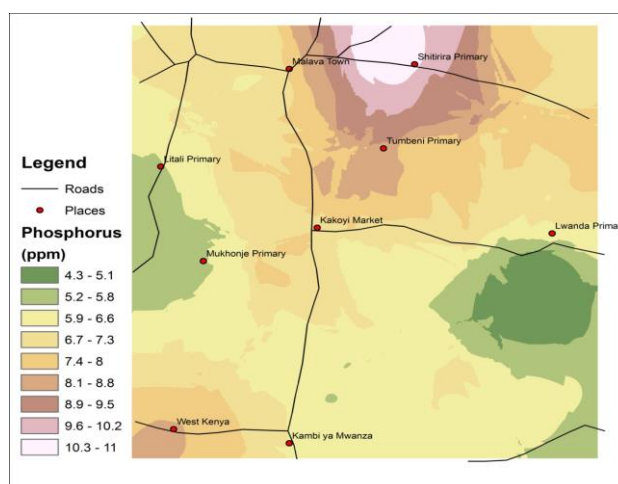 Malava Town
Shitirira Primary
Tumbeni Primary
Litali Primary
Kakoyi Market
Lwanda Prima
Mukhonje Primary
West Kenya
Kambi ya Mwanza
Legend
Roads
Places
Phosphorus
(ppm)
4.3 - 5.1
5.2 - 5.8
5.9 - 6.6
6.7 - 7.3
7.4 - 8
8.1 - 8.8
8.9 - 9.5
9.6 - 10.2
10.3 - 11